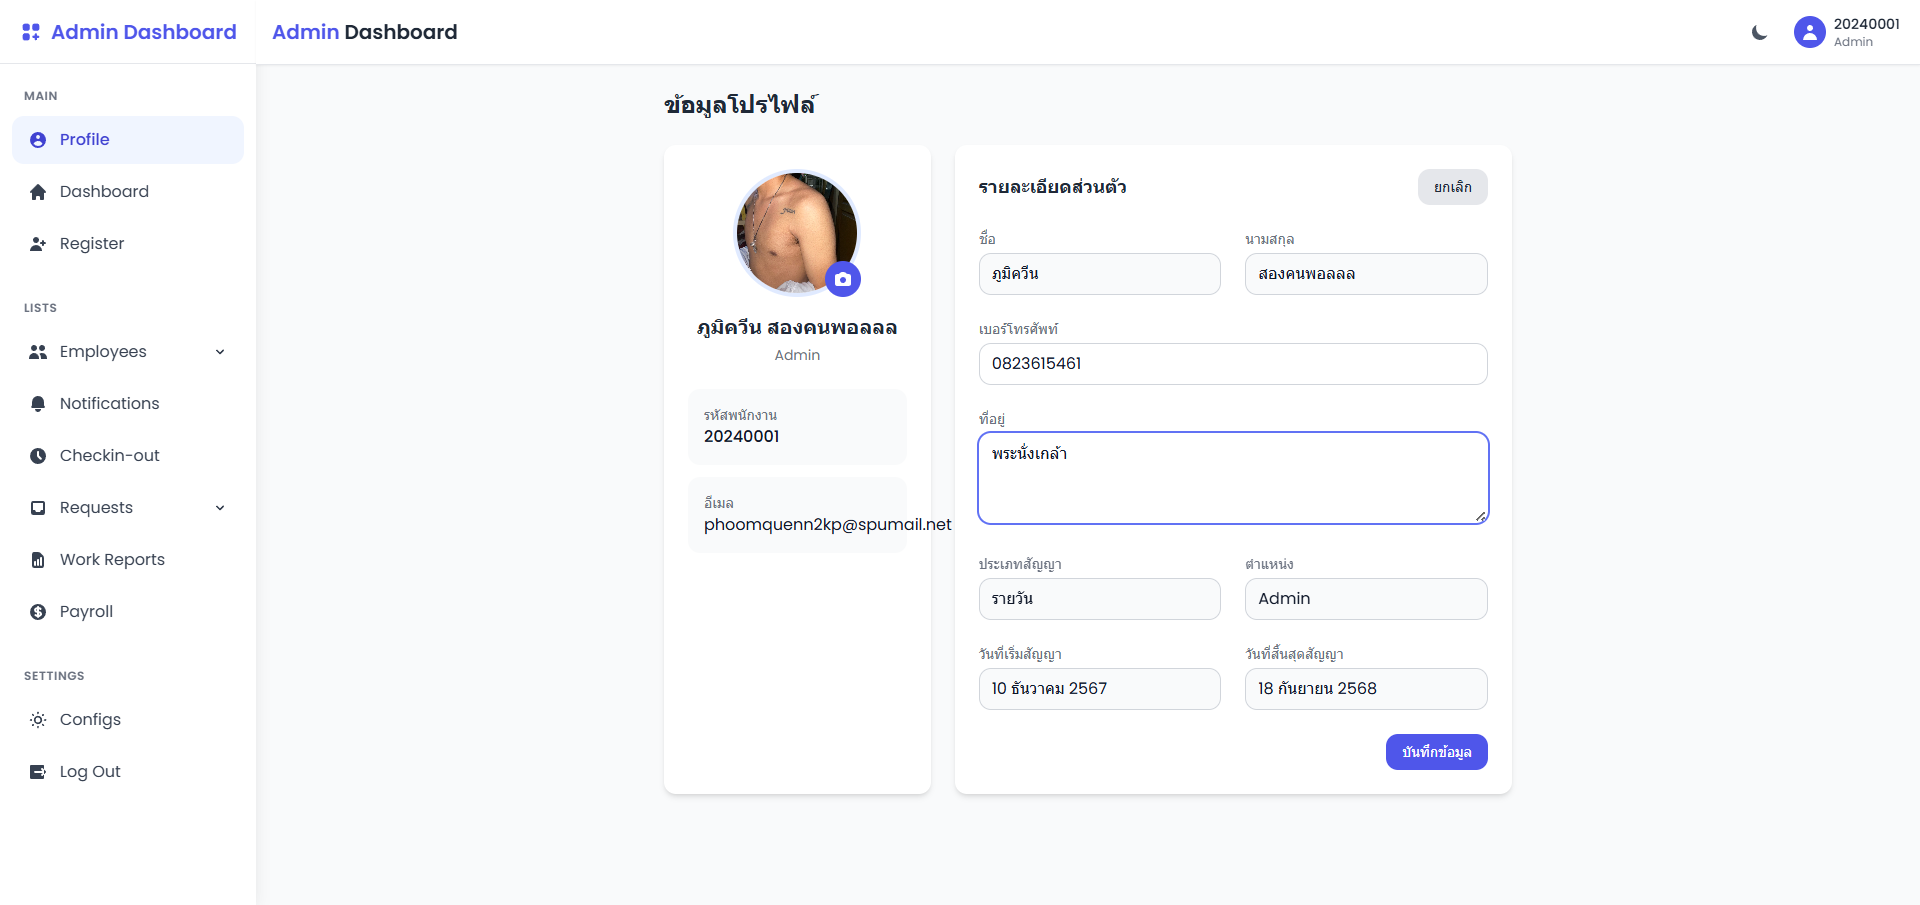 Admin Dashboard
Admin Dashboard
20240001
Admin
MAIN
Profile
Dashboard
Register
LISTS
Employees
Notifications
Checkin-out
Requests
Work Reports
Payroll
SETTINGS
Configs
Log Out
ข้อมูลโปรไฟล์
ภูมิควีน สองคนพอลลล
Admin
รหัสพนักงาน
20240001
อีเมล
phoomquenn2kp@spumail.net
รายละเอียดส่วนตัว
ยกเลิก
ชื่อ
นามสกุล
ภูมิควีน
สองคนพอลลล
เบอร์โทรศัพท์
0823615461
ที่อยู่
พระนั่งเกล้า
ประเภทสัญญา
ตำแหน่ง
รายวัน
Admin
วันที่เริ่มสัญญา
วันที่สิ้นสุดสัญญา
10 ธันวาคม 2567
18 กันยายน 2568
บันทึกข้อมูล